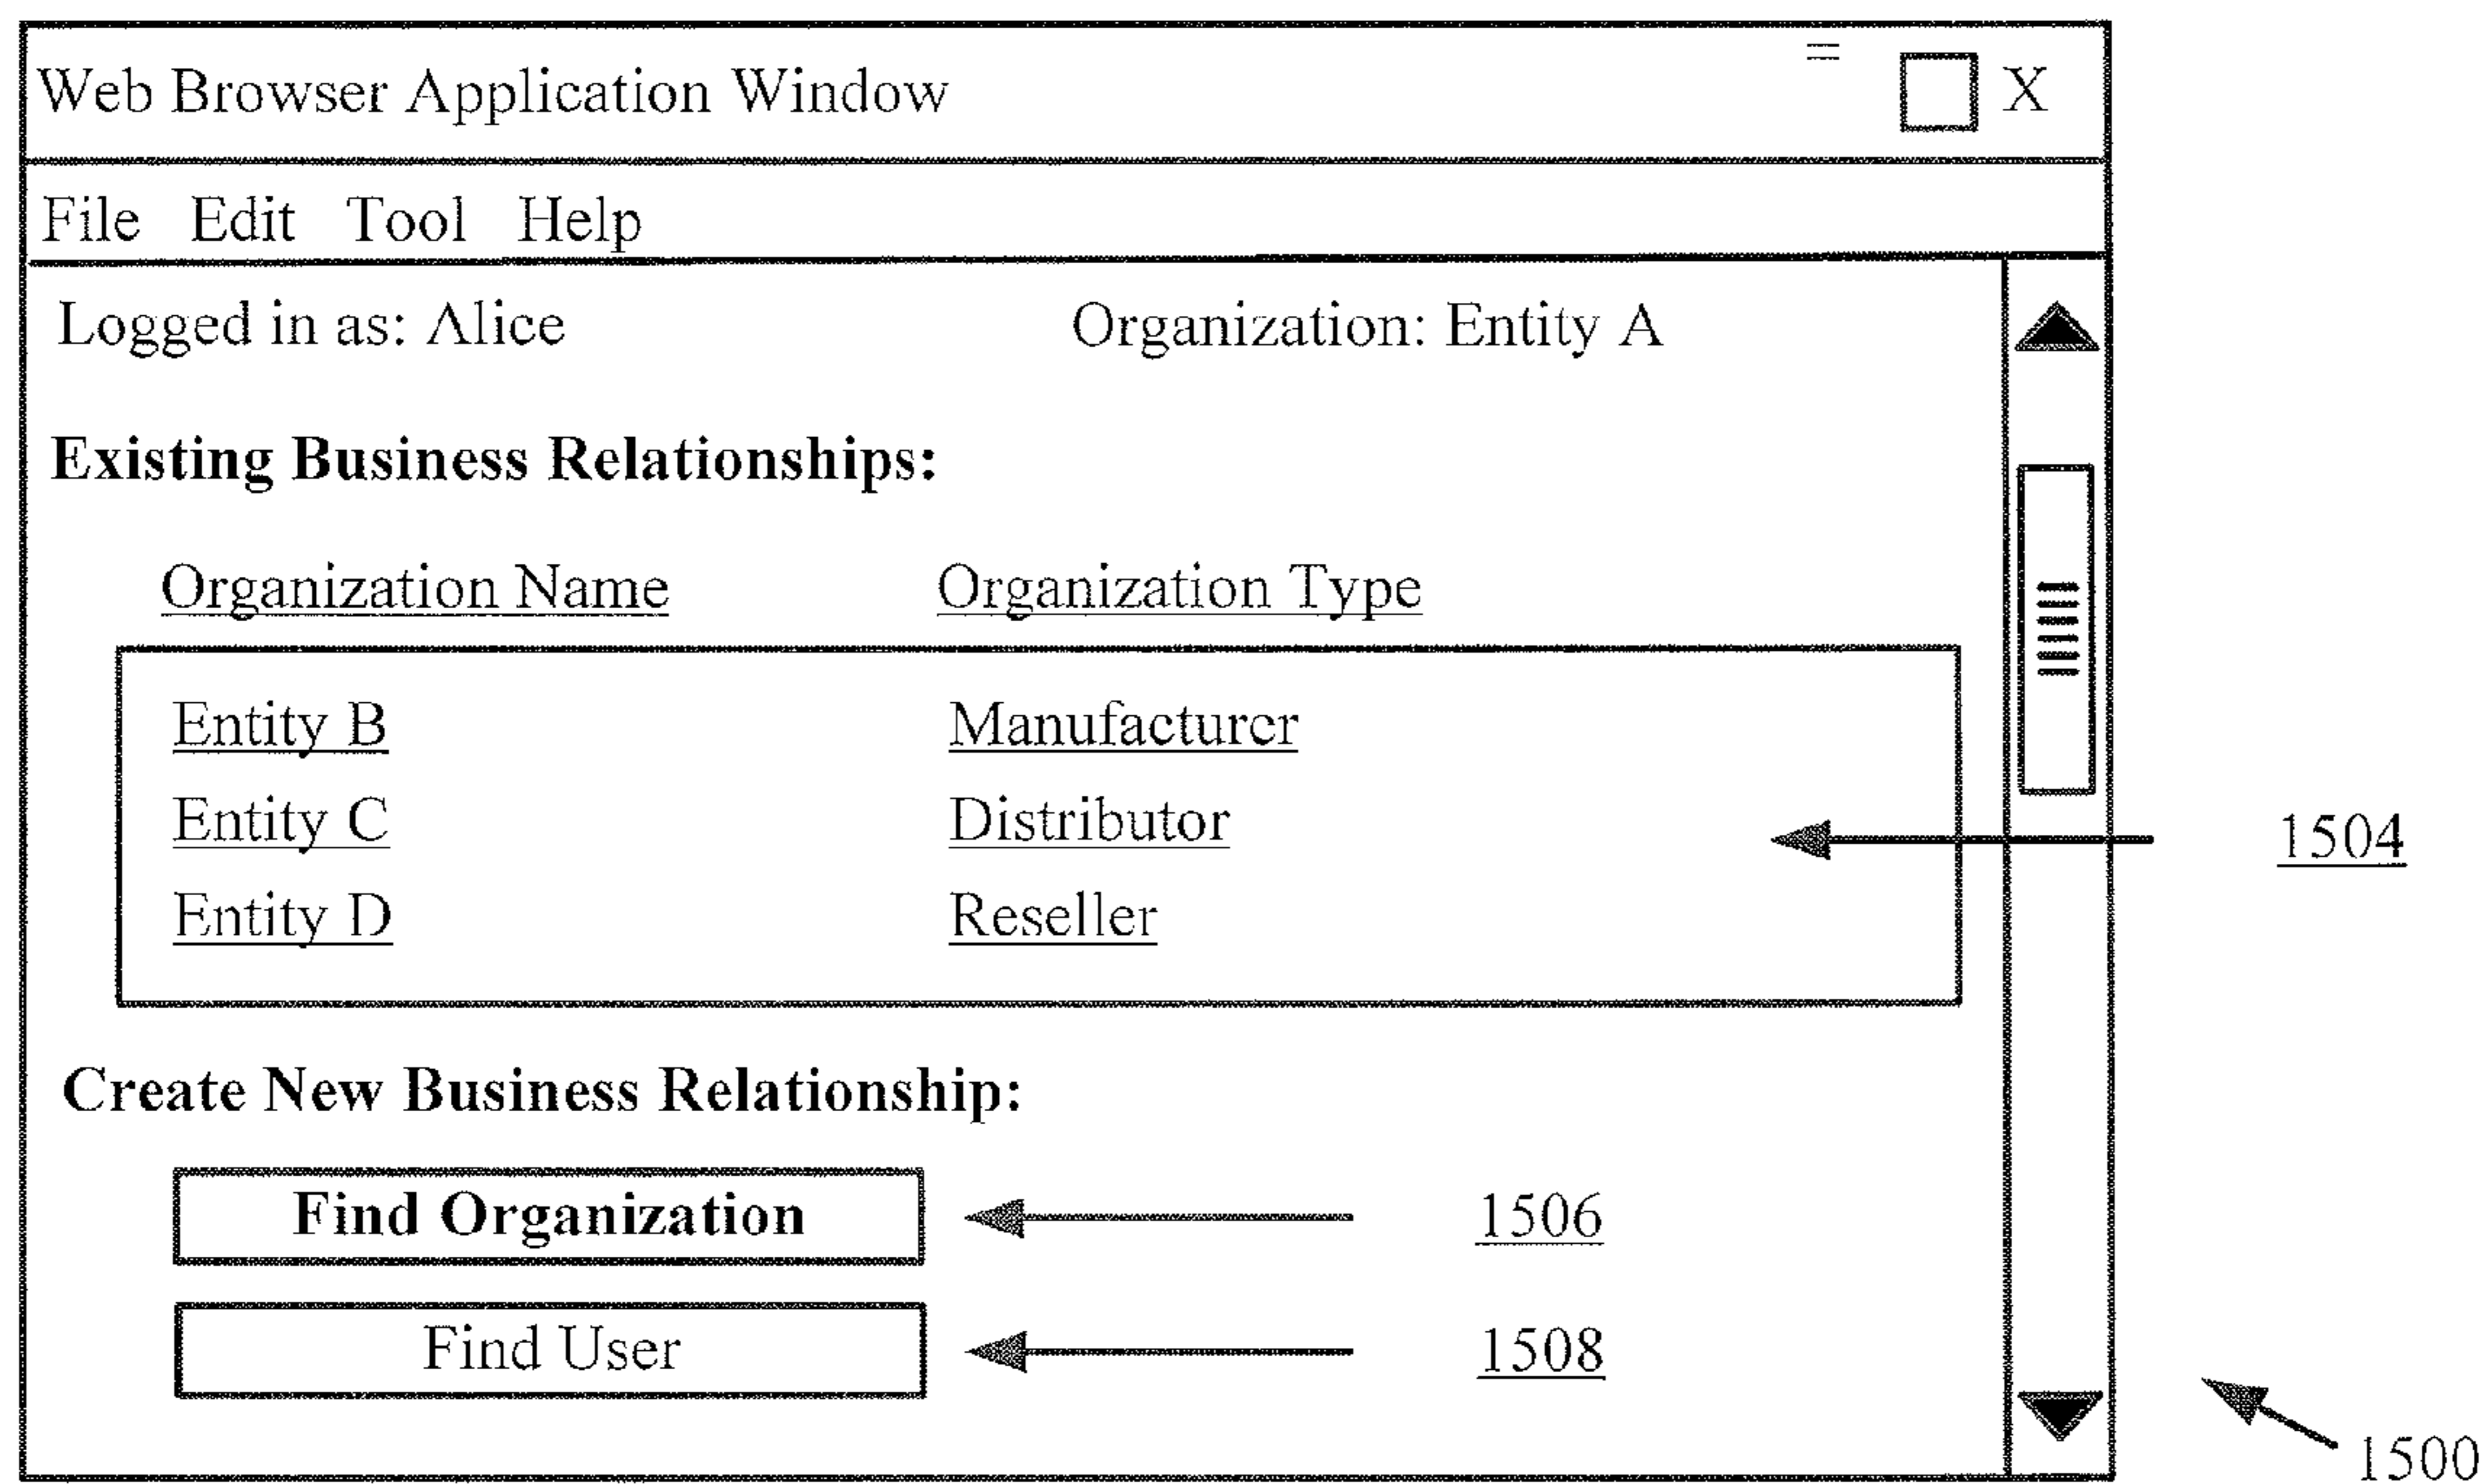 Web Browser Application Window X
File Edit Tool Help
Logged in as: Alice Organization: Entity A
Existing Business Relationships:
Organization Name Organization Type
Entity B Manufacturer
Entity C Distributor
1504
Entity D Reseller
Create New Business Relationship:
Find Organization 1506
Find User 1508
1500